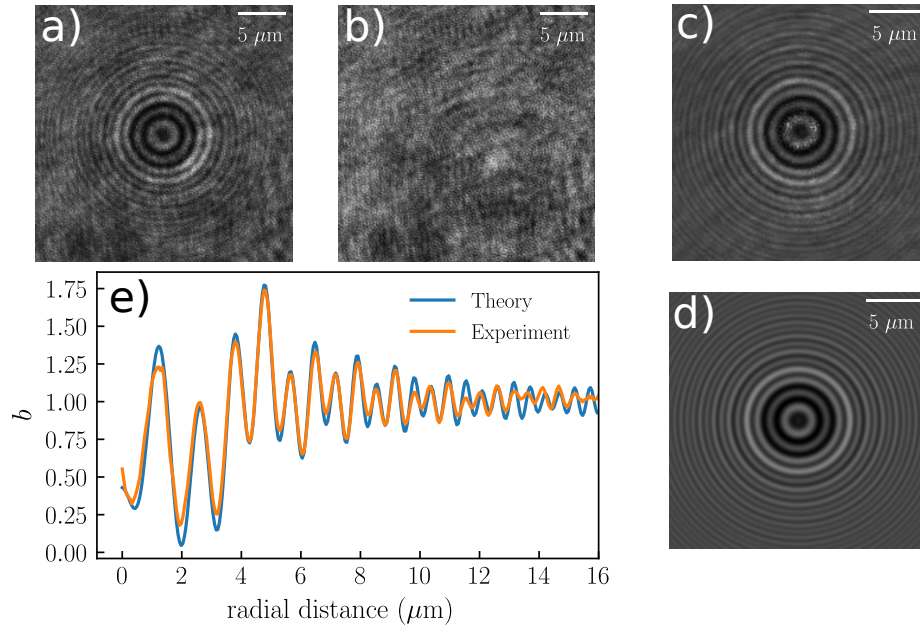 a)
5 μm
b)
5 μm
c)
5 μm
e)
Theory
Experiment
b
1.75
1.50
1.25
1.00
0.75
0.50
0.25
0.00
0 2 4 6 8 10 12 14 16
radial distance (μm)
d)
5 μm